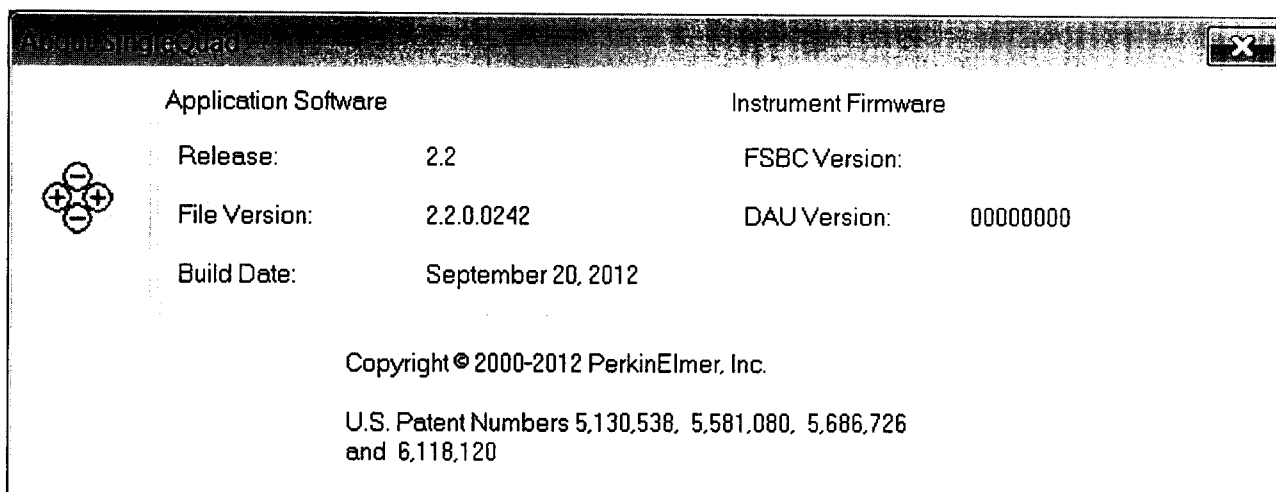 About SingleQuad
Application Software Instrument Firmware
Release: 2.2 FSBC Version:
File Version: 2.2.0.0242 DAU Version: 00000000
Build Date: September 20, 2012
Copyright © 2000-2012 PerkinElmer, Inc.
U.S. Patent Numbers 5,130,538, 5,581,080, 5,686,726
and 6,118,120